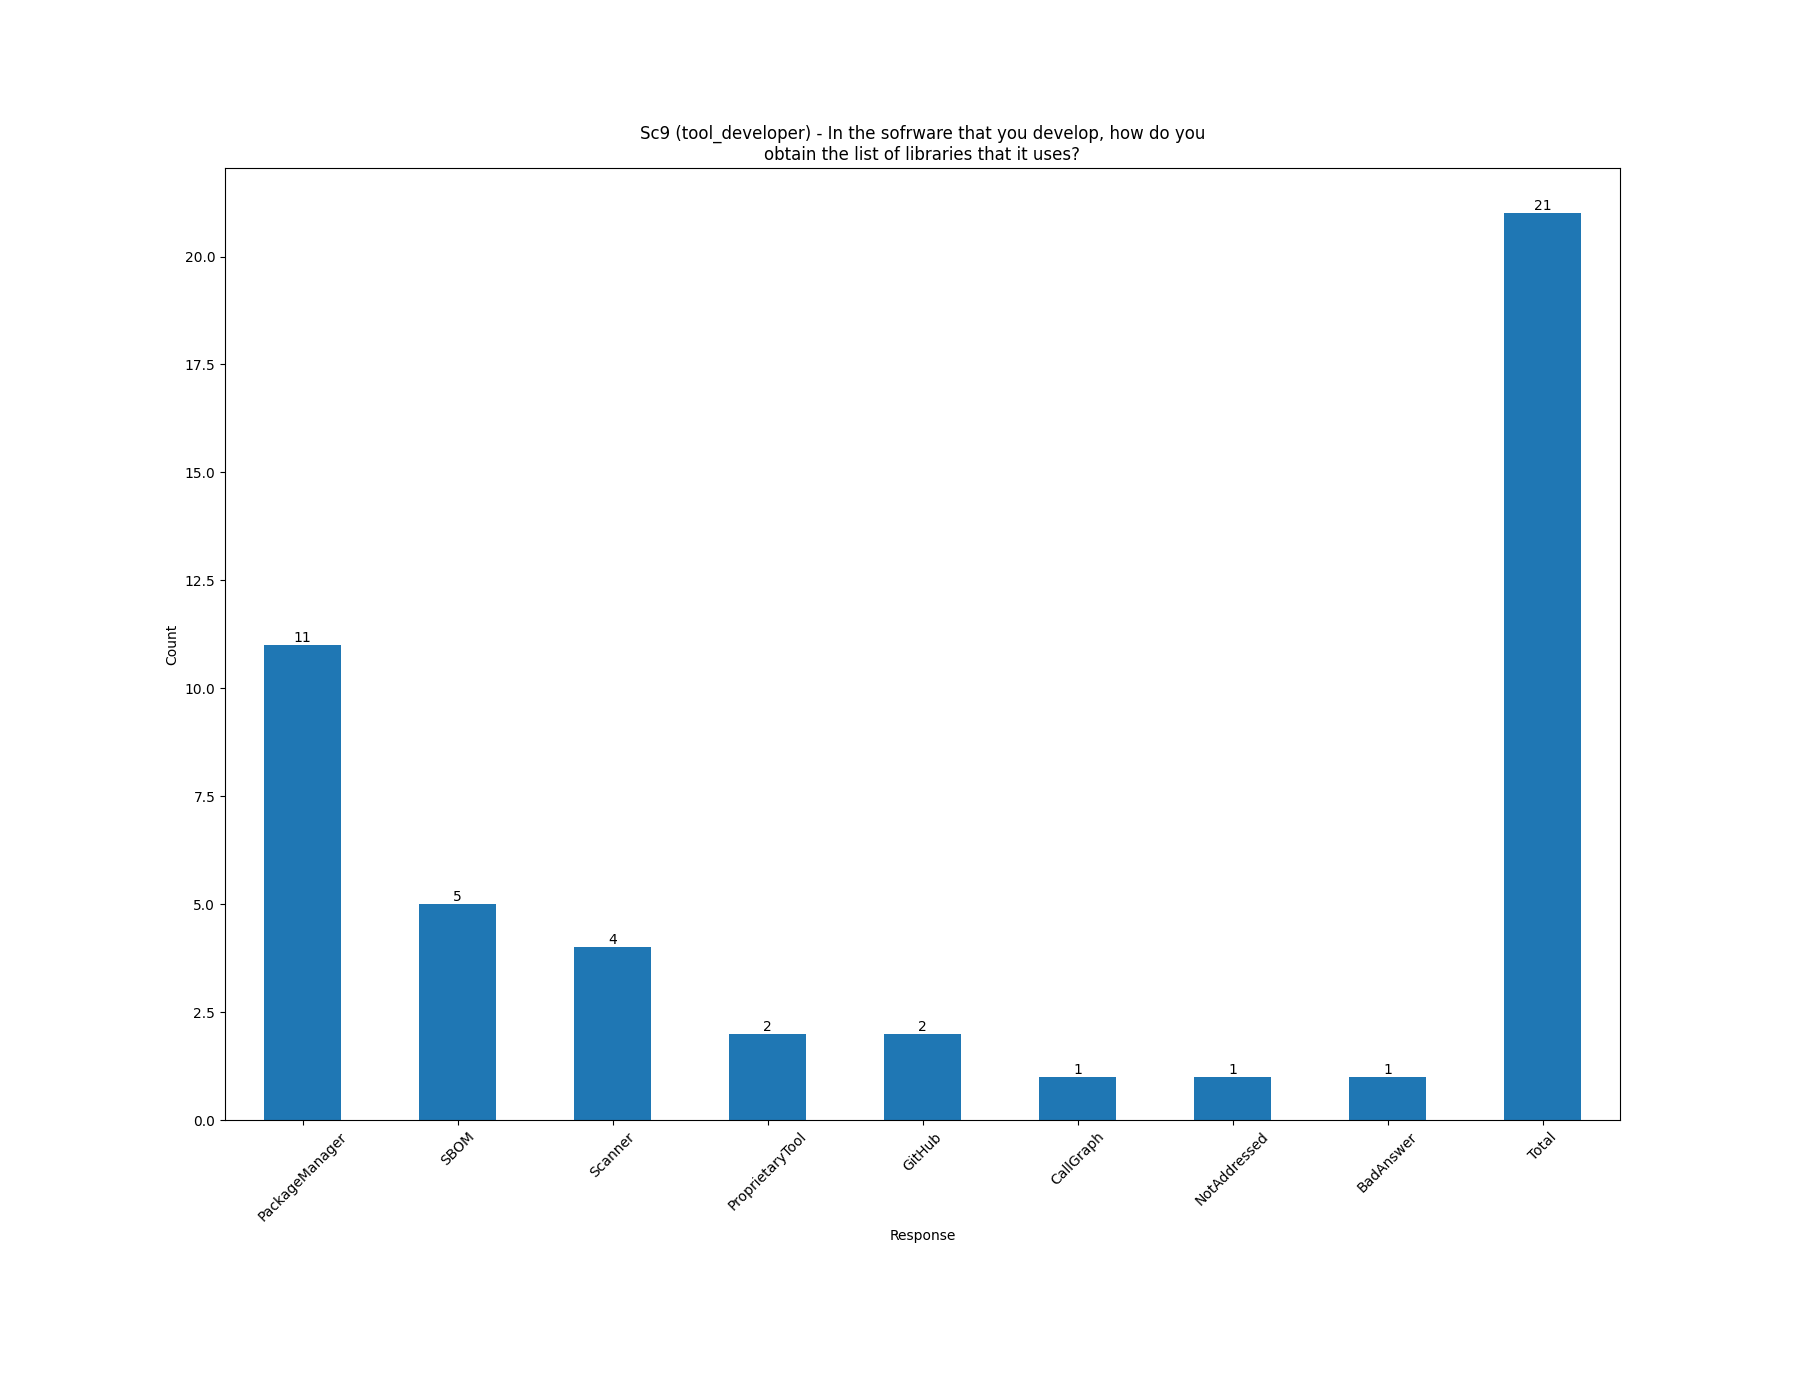 Sc9 (tool_developer) - In the sofrware that you develop, how do you
obtain the list of libraries that it uses?
Count
20.0
17.5
15.0
12.5
10.0
7.5
5.0
2.5
0.0
11
5
4
2
2
1
1
1
21
PackageManager
SBOM
Scanner
ProprietaryTool
GitHub
CallGraph
NotAddressed
BadAnswer
Total
Response